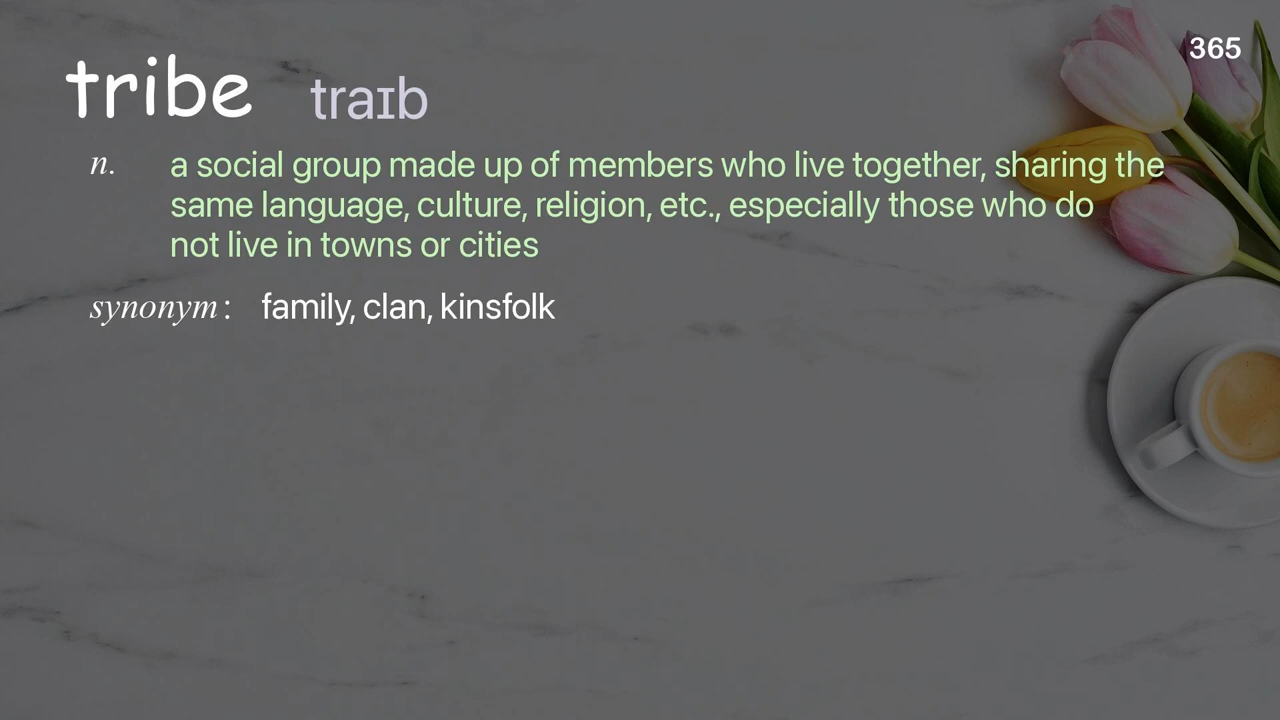 365
tribe traɪb
n. a social group made up of members who live together, sharing the
same language, culture, religion, etc., especially those who do
not live in towns or cities
synonym: family, clan, kinsfolk